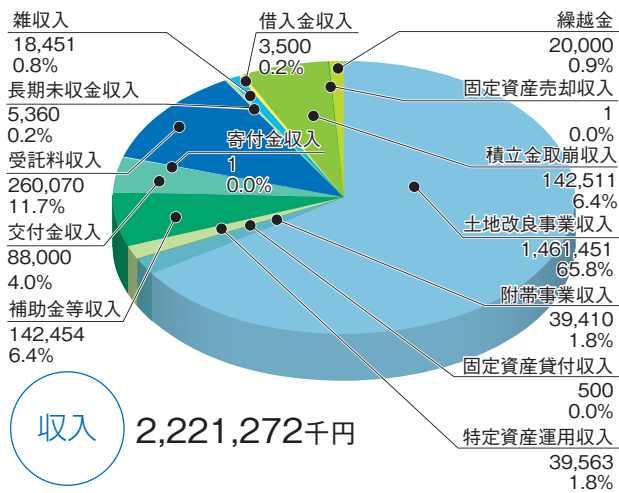 雑収入
18,451
0.8%
長期未収金収入
5,360
0.2%
受託料収入
260,070
11.7%
交付金収入
88,000
4.0%
補助金等収入
142,454
6.4%
借入金収入
3,500
0.2%
寄付金収入
1
0.0%
繰越金
20,000
0.9%
固定資産売却収入
1
0.0%
積立金取崩収入
142,511
6.4%
土地改良事業収入
1,461,451
65.8%
附帯事業収入
39,410
1.8%
固定資産貸付収入
500
0.0%
特定資産運用収入
39,563
1.8%
収入 2,221,272千円